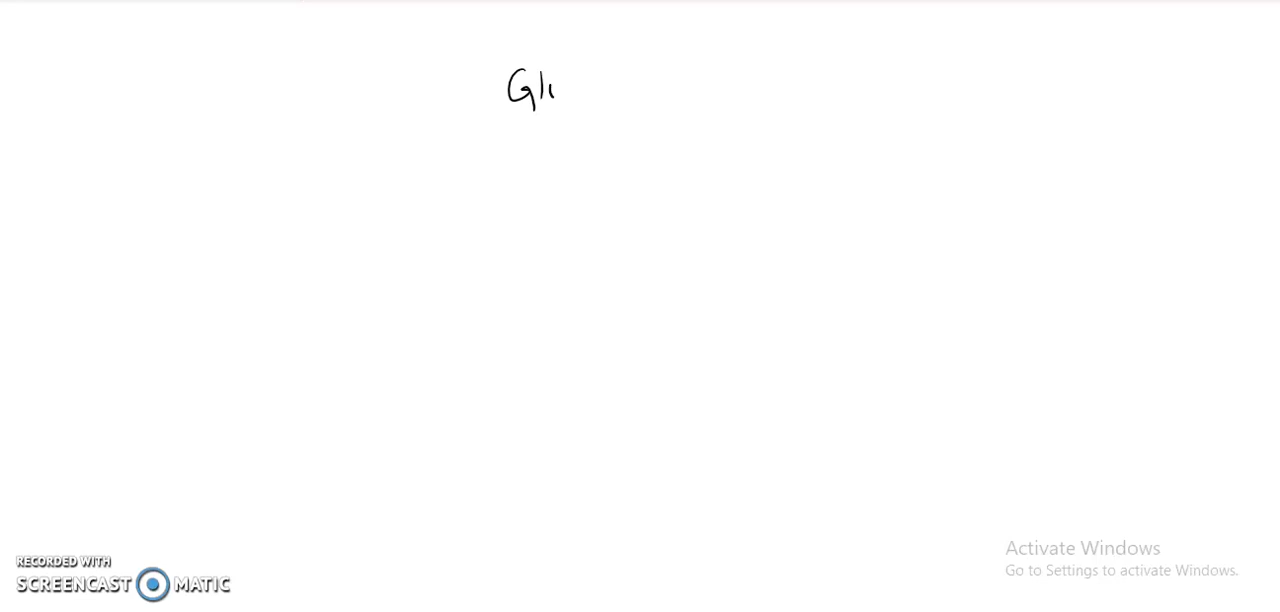 Gl
RECORDED WITH
SCREENCAST MATIC
Activate Windows
Go to Settings to activate Windows.